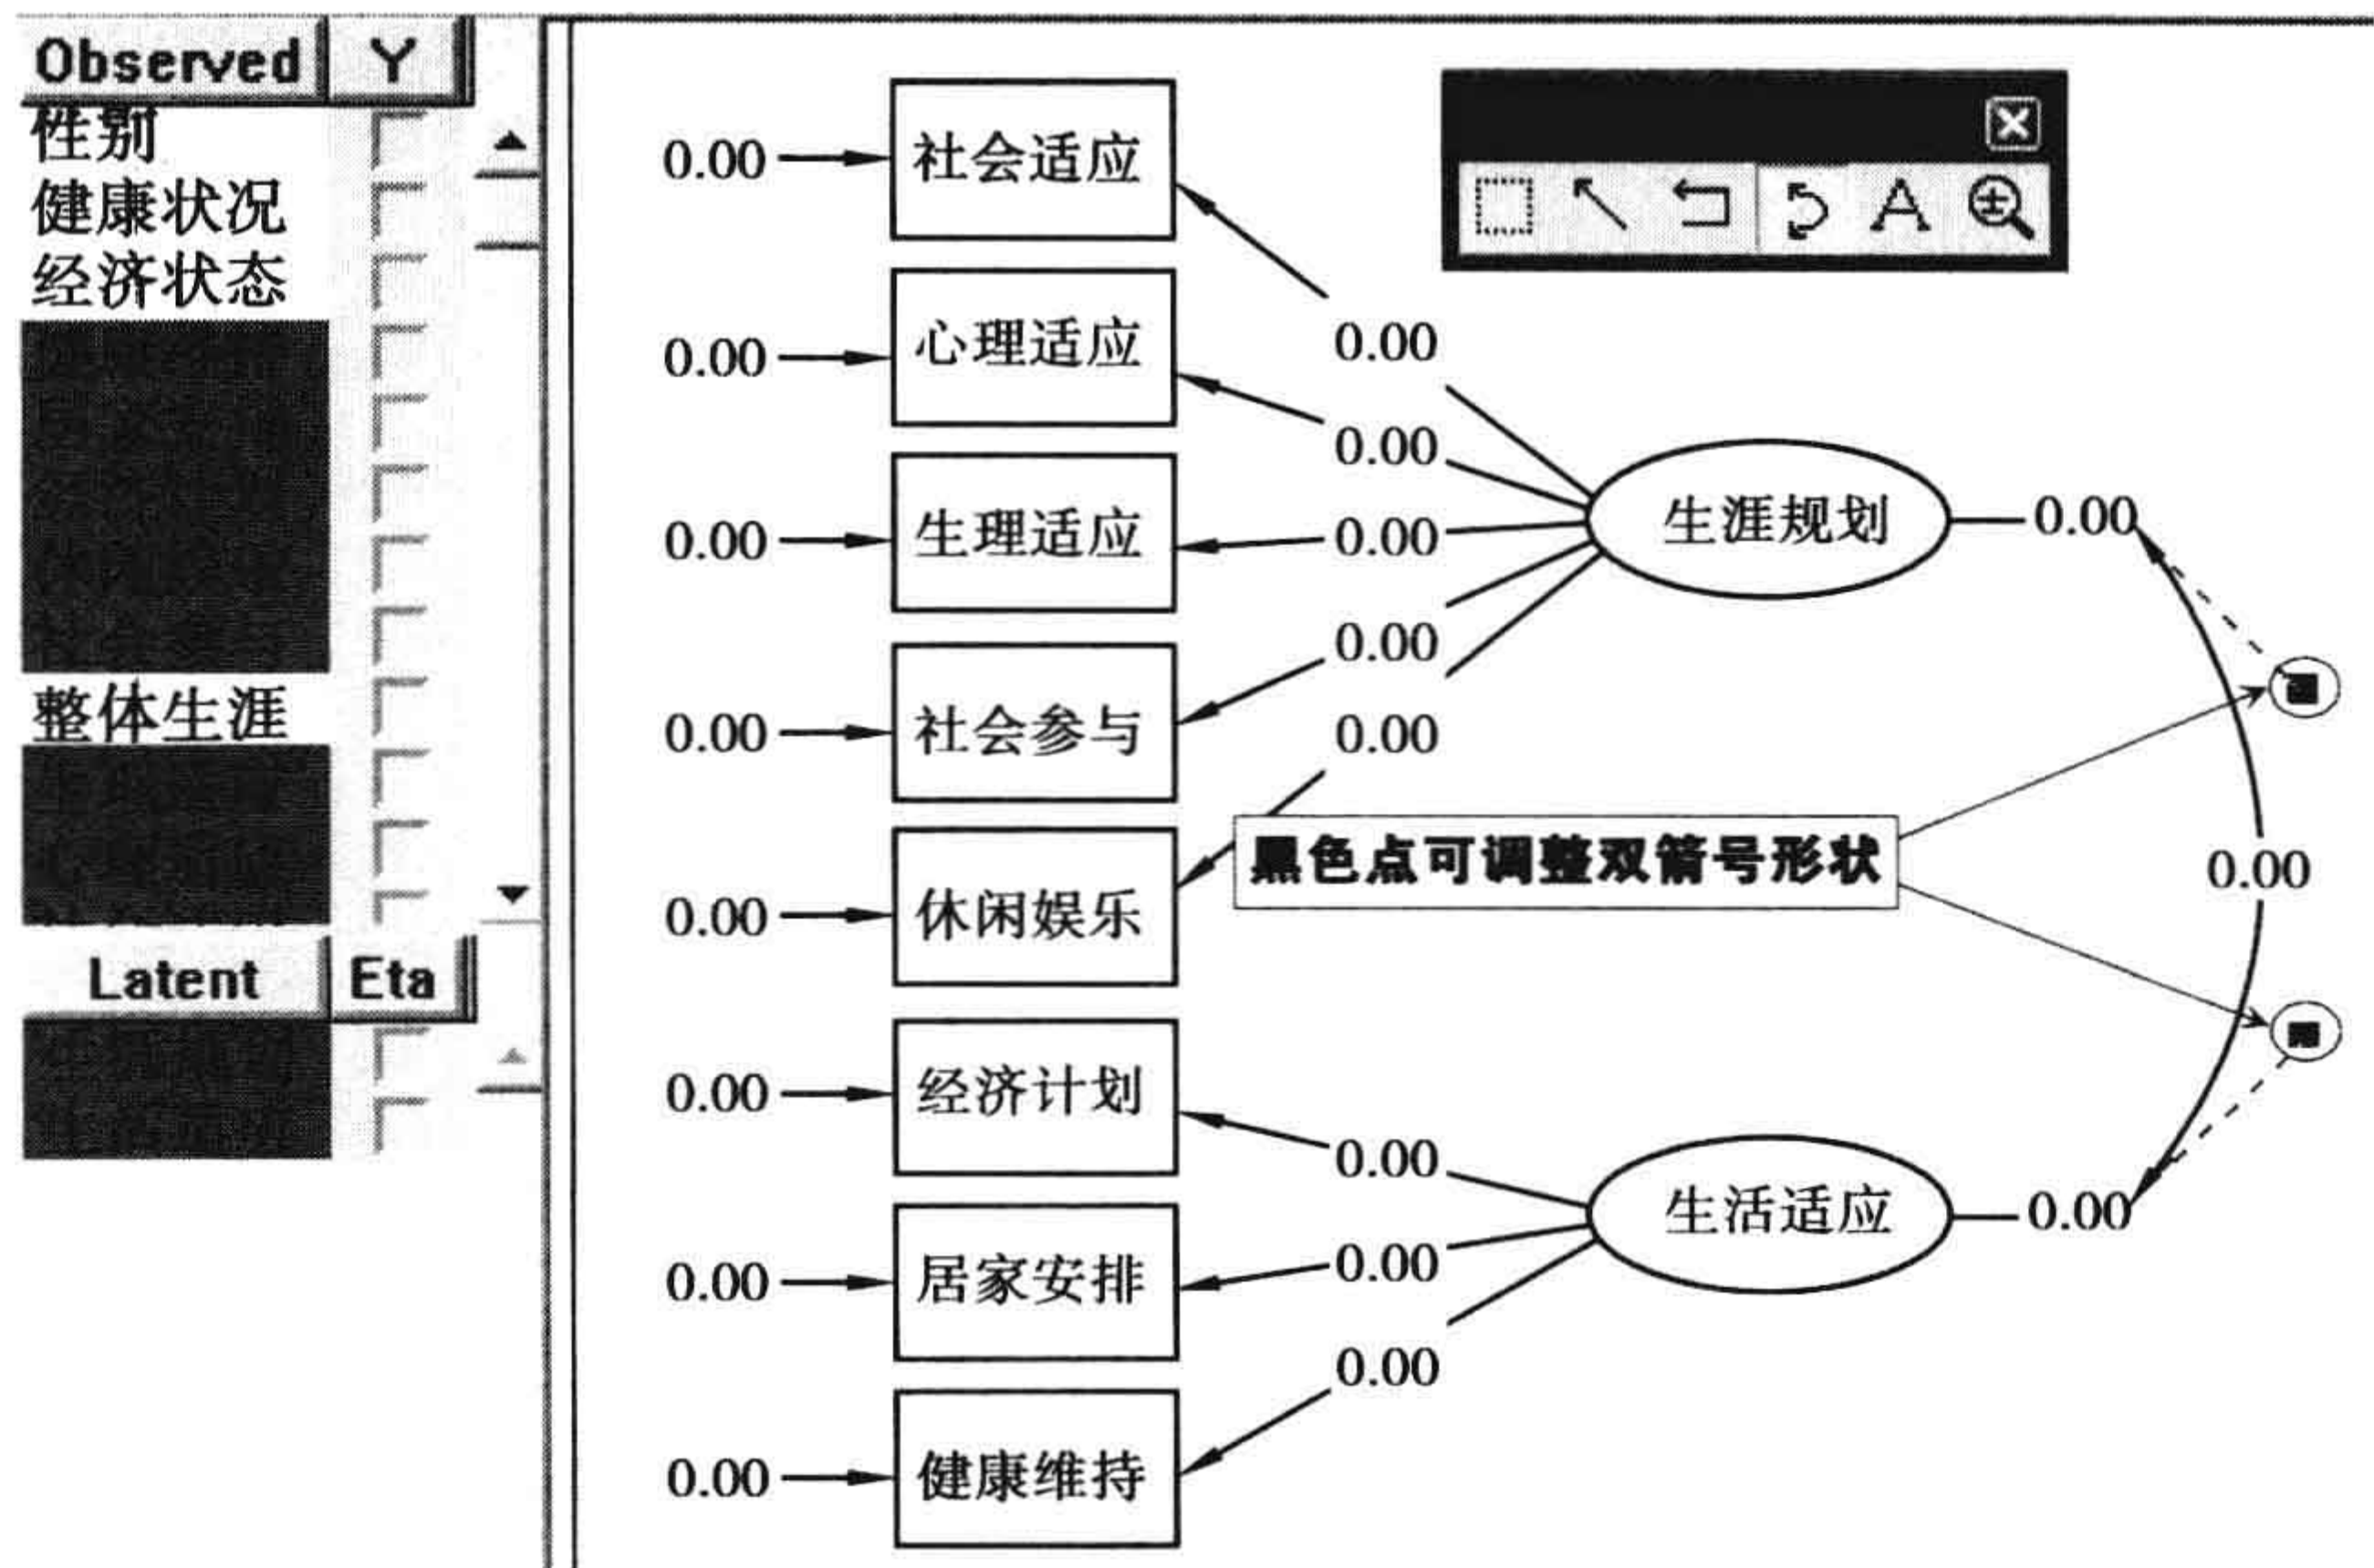 Observed Y
性别
健康状况
经济状态
整体生涯
Latent Eta
0.00 社会适应
0.00 心理适应
0.00 生理适应
0.00 社会参与
0.00 休闲娱乐
0.00 经济计划
0.00 居家安排
0.00 健康维持
0.00
0.00
0.00
0.00
0.00
生涯规划 0.00
黑色点可调整双箭号形状
0.00
0.00
0.00
0.00
生活适应 0.00
A